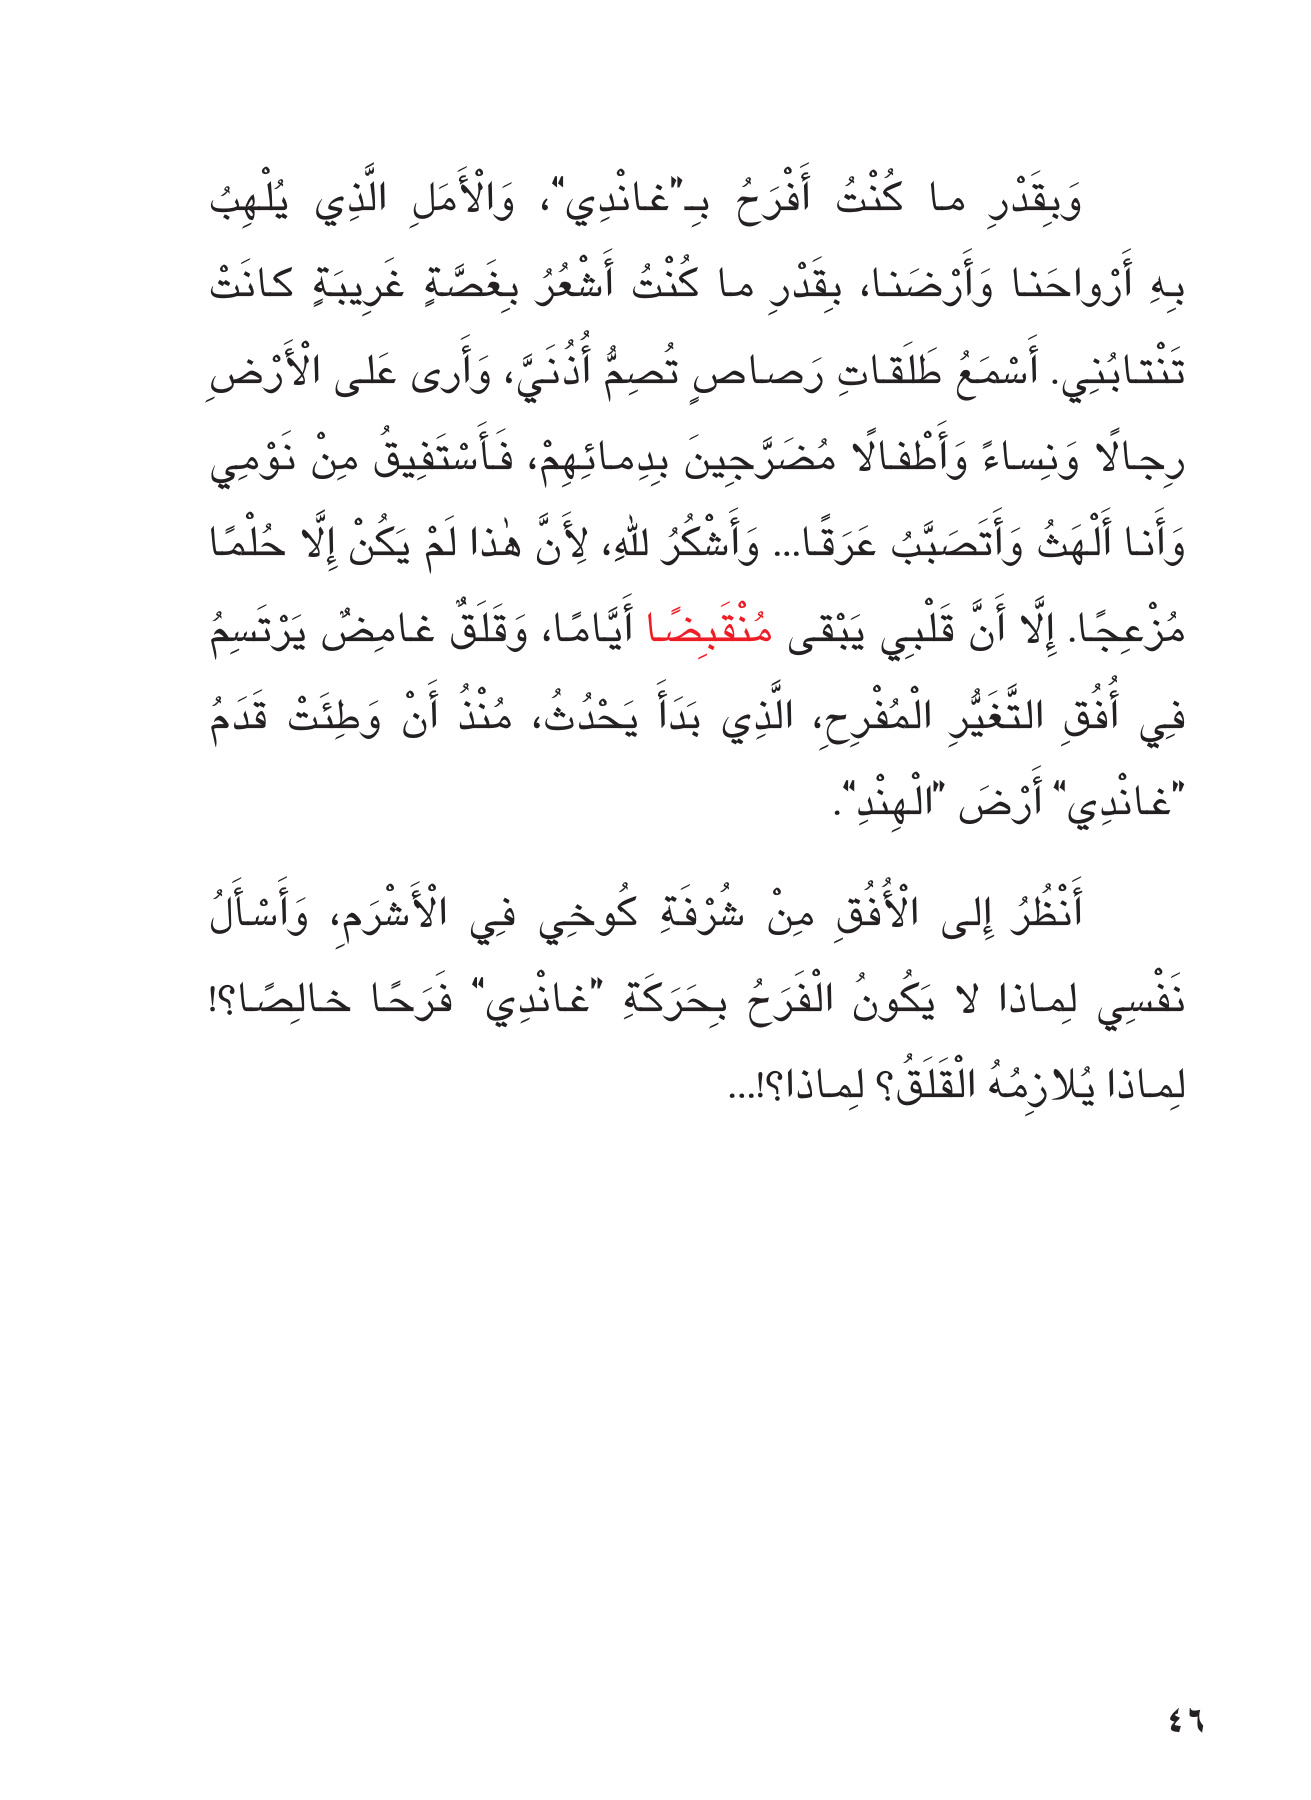 وَبِقَدْرِ ما كُنْتُ أَفْرَحُ بِـ"غانْدِي"، وَالْأَمَلِ الَّذِي يُلْهِبُ
بِهِ أَرْواحَنا وَأَرْضَنا، بِقَدْرِ ما كُنْتُ أَشْعُرُ بِغَصَّةٍ غَرِيبَةٍ كانَتْ
تَنْتابُنِي. أَسْمَعُ طَلَقاتِ رَصاصٍ تُصِمُّ أُذُنَيَّ، وَأَرى عَلى الْأَرْضِ
رِجالًا وَنِساءً وَأَطْفالًا مُضَرَّجِينَ بِدِمائِهِمْ، فَأَسْتَفِيقُ مِنْ نَوْمِي
وَأَنا أَلْهَثُ وَأَتَصَبَّبُ عَرَقًا... وَأَشْكُرُ للهِ، لِأَنَّ هٰذا لَمْ يَكُنْ إِلَّا حُلْمًا
مُزْعِجًا. إِلَّا أَنَّ قَلْبِي يَبْقى مُنْقَبِضًا أَيَّامًا، وَقَلَقٌ غامِضٌ يَرْتَسِمُ
فِي أُفُقِ التَّغَيُّرِ الْمُفْرِحِ، الَّذِي بَدَأَ يَحْدُثُ، مُنْذُ أَنْ وَطِئَتْ قَدَمُ
"غانْدِي" أَرْضَ "الْهِنْدِ".
أَنْظُرُ إِلى الْأُفُقِ مِنْ شُرْفَةِ كُوخِي فِي الْأَشْرَمِ، وَأَسْأَلُ
نَفْسِي لِماذا لا يَكُونُ الْفَرَحُ بِحَرَكَةِ "غانْدِي" فَرَحًا خالِصًا؟!
لِماذا يُلازِمُهُ الْقَلَقُ؟ لِماذا؟!...
٤٦